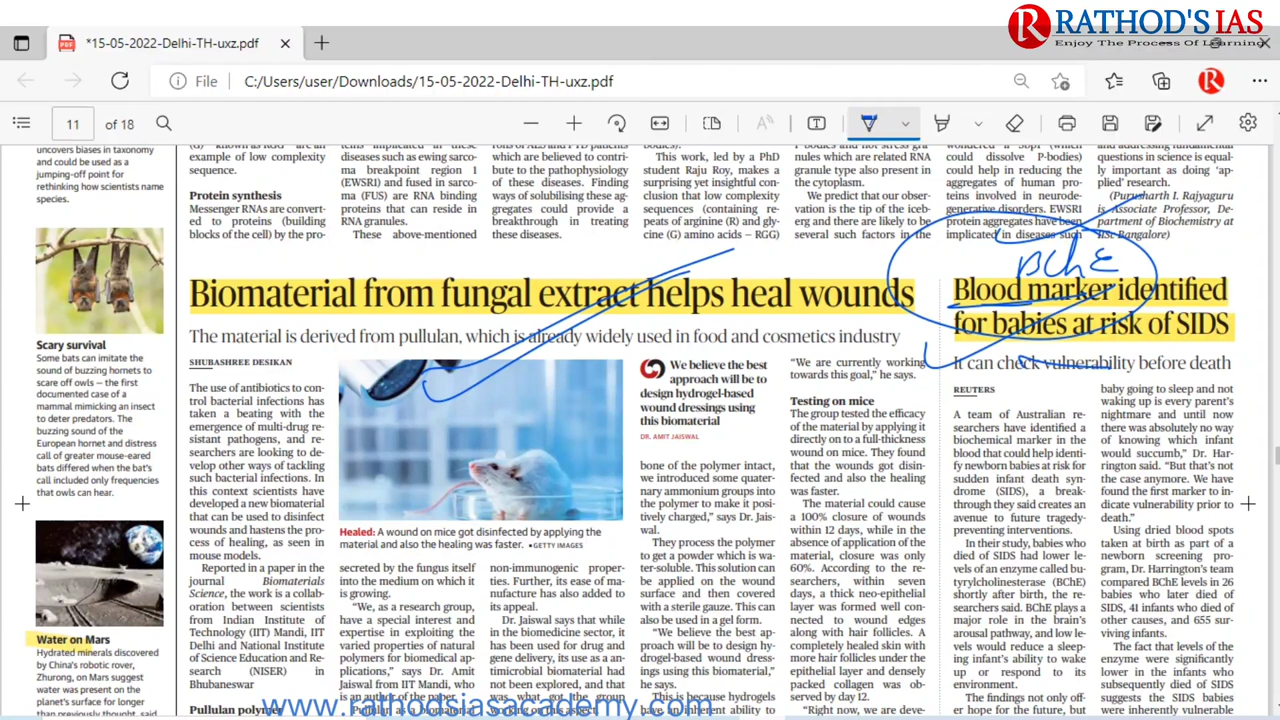 RATHOD'S IAS
Enjoy The Process Of Learning
*15-05-2022-Delhi-TH-uxz.pdf
File
C:/Users/user/Downloads/15-05-2022-Delhi-TH-uxz.pdf
11
of 18
uncovers biases in taxonomy
and could be used as a
jumping-off point for
rethinking how scientists name
species.
Scary survival
Some bats can imitate the
sound of buzzing hornets to
scare off owls — the first
documented case of a
mammal mimicking an insect
to deter predators. The
buzzing sound of the
European hornet and distress
call of greater mouse-eared
bats differed when the bat's
call included only frequencies
that owls can hear.
Water on Mars
Hydrated minerals discovered
by China's robotic rover,
Zhurong, on Mars suggest
water was present on the
planet's surface for longer
than previously thought, said
(G) known as RGG are an
example of low complexity
sequence.
Protein synthesis
Messenger RNAs are convert-
ed to proteins (building
blocks of the cell) by the pro-
diseases such as ewing sarco-
ma breakpoint region 1
(EWSR1) and fused in sarco-
ma (FUS) are RNA binding
proteins that can reside in
RNA granules.
These above-mentioned
which are believed to contri-
bute to the pathophysiology
of these diseases. Finding
ways of solubilising these ag-
gregates could provide a
breakthrough in treating
these diseases.
This work, led by a PhD
student Raju Roy, makes a
surprising yet insightful con-
clusion that low complexity
sequences (containing re-
peats of arginine (R) and gly-
cine (G) amino acids – RGG)
nules which are related RNA
granule type also present in
the cytoplasm.
We predict that our obser-
vation is the tip of the iceb-
erg and there are likely to be
several such factors in the
could dissolve P-bodies)
could help in reducing the
aggregates of human pro-
teins involved in neurode-
generative disorders. EWSR1
protein aggregates have been
implicated in diseases such
questions in science is equal-
ly important as doing 'ap-
plied' research.
(Purusharth I. Rajyaguru
is Associate Professor, De-
partment of Biochemistry at
IISc Bangalore)
BChE
Biomaterial from fungal extract helps heal wounds
The material is derived from pullulan, which is already widely used in food and cosmetics industry
SHUBASHREE DESIKAN
The use of antibiotics to con-
trol bacterial infections has
taken a beating with the
emergence of multi-drug re-
sistant pathogens, and re-
searchers are looking to de-
velop other ways of tackling
such bacterial infections. In
this context scientists have
developed a new biomaterial
that can be used to disinfect
wounds and hastens the pro-
cess of healing, as seen in
mouse models.
Reported in a paper in the
journal Biomaterials
Science, the work is a collab-
oration between scientists
from Indian Institute of
Technology (IIT) Mandi, IIT
Delhi and National Institute
of Science Education and Re-
search (NISER) in
Bhubaneswar
Pullulan polymer
Healed: A wound on mice got disinfected by applying the
material and also the healing was faster. •GETTY IMAGES
secreted by the fungus itself
into the medium on which it
is growing.
"We, as a research group,
have a special interest and
expertise in exploiting the
varied properties of natural
polymers for biomedical ap-
plications," says Dr. Amit
Jaiswal from IIT Mandi, who
is an author of the paper.
non-immunogenic proper-
ties. Further, its ease of ma-
nufacture has also added to
its appeal.
Dr. Jaiswal says that while
in the biomedicine sector, it
has been used for drug and
gene delivery, its use as a an-
timicrobial biomaterial had
not been explored, and that
was what got the group
We believe the best
approach will be to
design hydrogel-based
wound dressings using
this biomaterial
DR. AMIT JAISWAL
bone of the polymer intact,
we introduced some quater-
nary ammonium groups into
the polymer to make it posi-
tively charged," says Dr. Jais-
wal.
They process the polymer
to get a powder which is wa-
ter-soluble. This solution can
be applied on the wound
surface and then covered
with a sterile gauze. This can
also be used in a gel form.
"We believe the best ap-
proach will be to design hy-
drogel-based wound dress-
ings using this biomaterial,"
he says.
This is because hydrogels
have an inherent ability to
"We are currently working
towards this goal," he says.
Testing on mice
The group tested the efficacy
of the material by applying it
directly on to a full-thickness
wound on mice. They found
that the wounds got disin-
fected and also the healing
was faster.
The material could cause
a 100% closure of wounds
within 12 days, while in the
absence of application of the
material, closure was only
60%. According to the re-
searchers, within seven
days, a thick neo-epithelial
layer was formed well con-
nected to wound edges
along with hair follicles. A
completely healed skin with
more hair follicles under the
epithelial layer and densely
packed collagen was ob-
served by day 12.
"Right now, we are deve-
Blood marker identified
for babies at risk of SIDS
It can check vulnerability before death
REUTERS
A team of Australian re-
searchers have identified a
biochemical marker in the
blood that could help identi-
fy newborn babies at risk for
sudden infant death syn-
drome (SIDS), a break-
through they said creates an
avenue to future tragedy-
preventing interventions.
In their study, babies who
died of SIDS had lower le-
vels of an enzyme called bu-
tyrylcholinesterase (BChE)
shortly after birth, the re-
searchers said. BChE plays a
major role in the brain's
arousal pathway, and low le-
vels would reduce a sleep-
ing infant's ability to wake
up or respond to its
environment.
The findings not only off-
er hope for the future, but
baby going to sleep and not
waking up is every parent's
nightmare and until now
there was absolutely no way
of knowing which infant
would succumb," Dr. Har-
rington said. "But that's not
the case anymore. We have
found the first marker to in-
dicate vulnerability prior to
death."
Using dried blood spots
taken at birth as part of a
newborn screening pro-
gram, Dr. Harrington's team
compared BChE levels in 26
babies who later died of
SIDS, 41 infants who died of
other causes, and 655 sur-
viving infants.
The fact that levels of the
enzyme were significantly
lower in the infants who
subsequently died of SIDS
suggests the SIDS babies
were inherently vulnerable
www.rathodsiasacademy.com